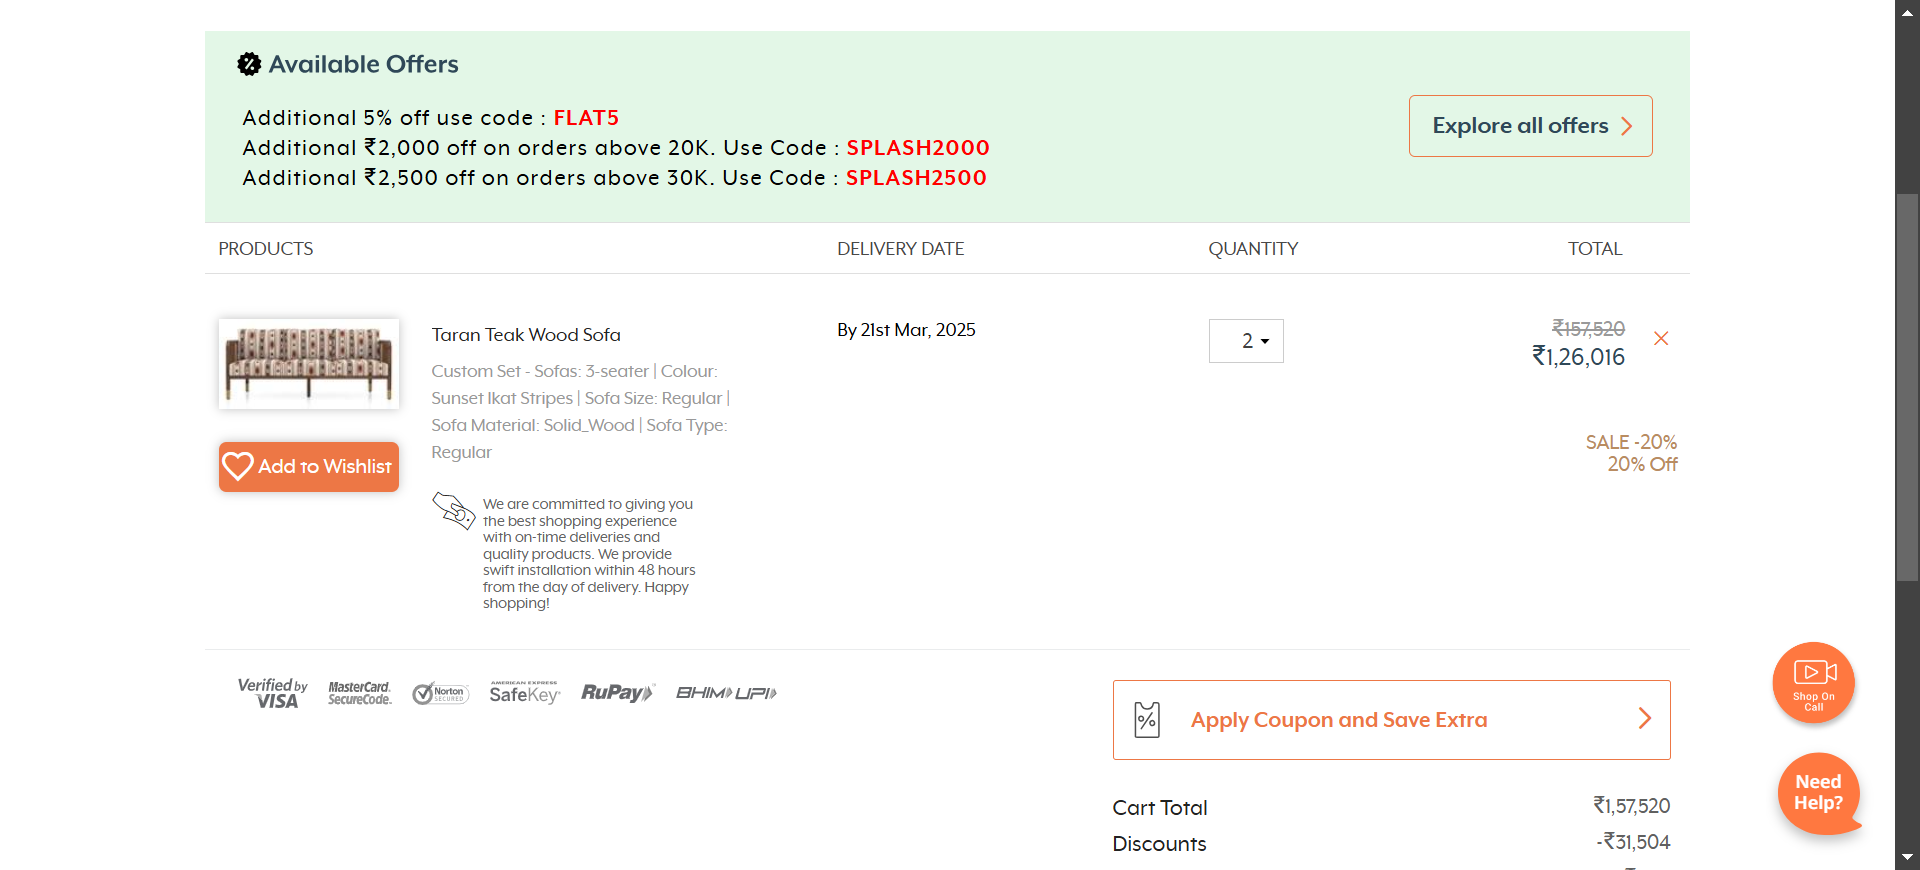 Available Offers
Additional 5% off use code : FLAT5
Additional ₹2,000 off on orders above 20K. Use Code : SPLASH2000
Additional ₹2,500 off on orders above 30K. Use Code : SPLASH2500
Explore all offers
PRODUCTS DELIVERY DATE QUANTITY TOTAL
Taran Teak Wood Sofa
Custom Set - Sofas: 3-seater | Colour:
Sunset Ikat Stripes | Sofa Size: Regular |
Sofa Material: Solid_Wood | Sofa Type:
Regular
Add to Wishlist
We are committed to giving you
the best shopping experience
with on-time deliveries and
quality products. We provide
swift installation within 48 hours
from the day of delivery. Happy
shopping!
By 21st Mar, 2025
2
₹157,520
₹1,26,016
SALE -20%
20% Off
Verified by
VISA
MasterCard.
SecureCode.
Norton
SECURED
AMERICAN EXPRESS
SafeKey
RuPay
BHIM UPI
Apply Coupon and Save Extra
Cart Total ₹1,57,520
Discounts -₹31,504
Shop On
Call
Need
Help?